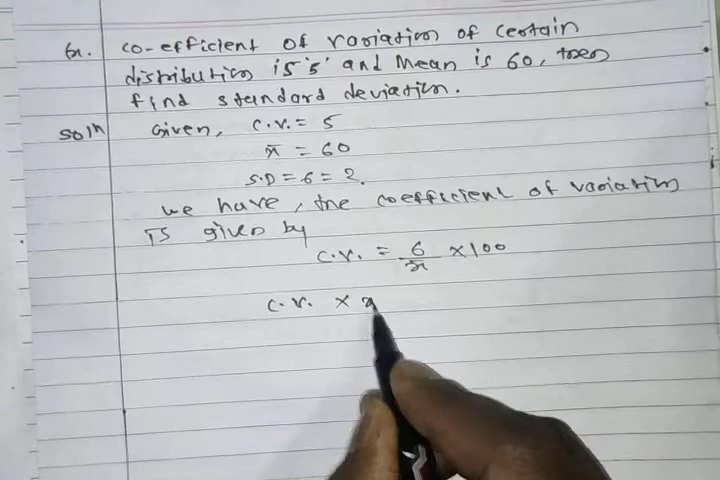 Ex. co-efficient of variation of certain
distribution is '5' and mean is 60, then
find standard deviation.
Soln Given, C.V. = 5
x̄ = 60
S.D = σ = ?
we have, the coefficient of variation
is given by
C.V. = σ/x̄ × 100
C.V. × x